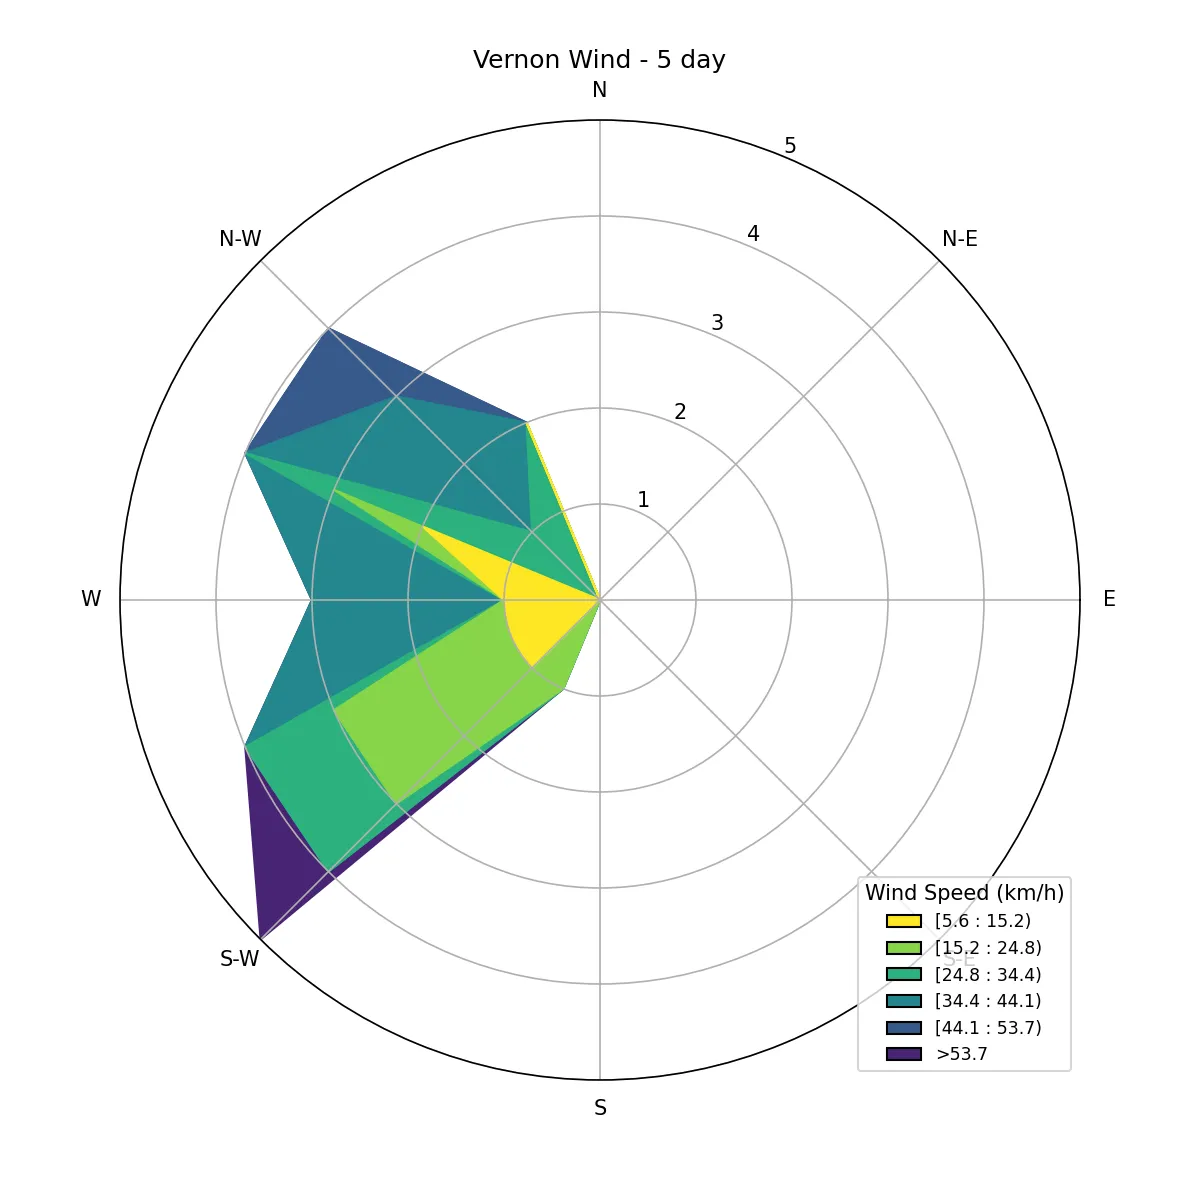 Vernon Wind - 5 day
N
5
N-W
N-E
4
3
2
1
W
E
S-W
S-E
S
Wind Speed (km/h)
[5.6 : 15.2)
[15.2 : 24.8)
[24.8 : 34.4)
[34.4 : 44.1)
[44.1 : 53.7)
>53.7